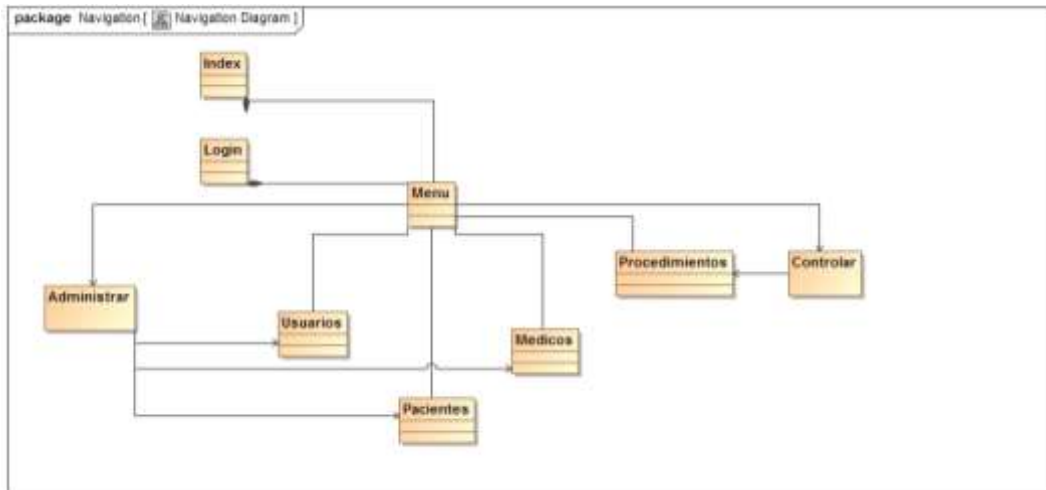 package Navigation [ Navigation Diagram ]
Index
Login
Menu
Procedimientos
Controlar
Administrar
Usuarios
Medicos
Pacientes